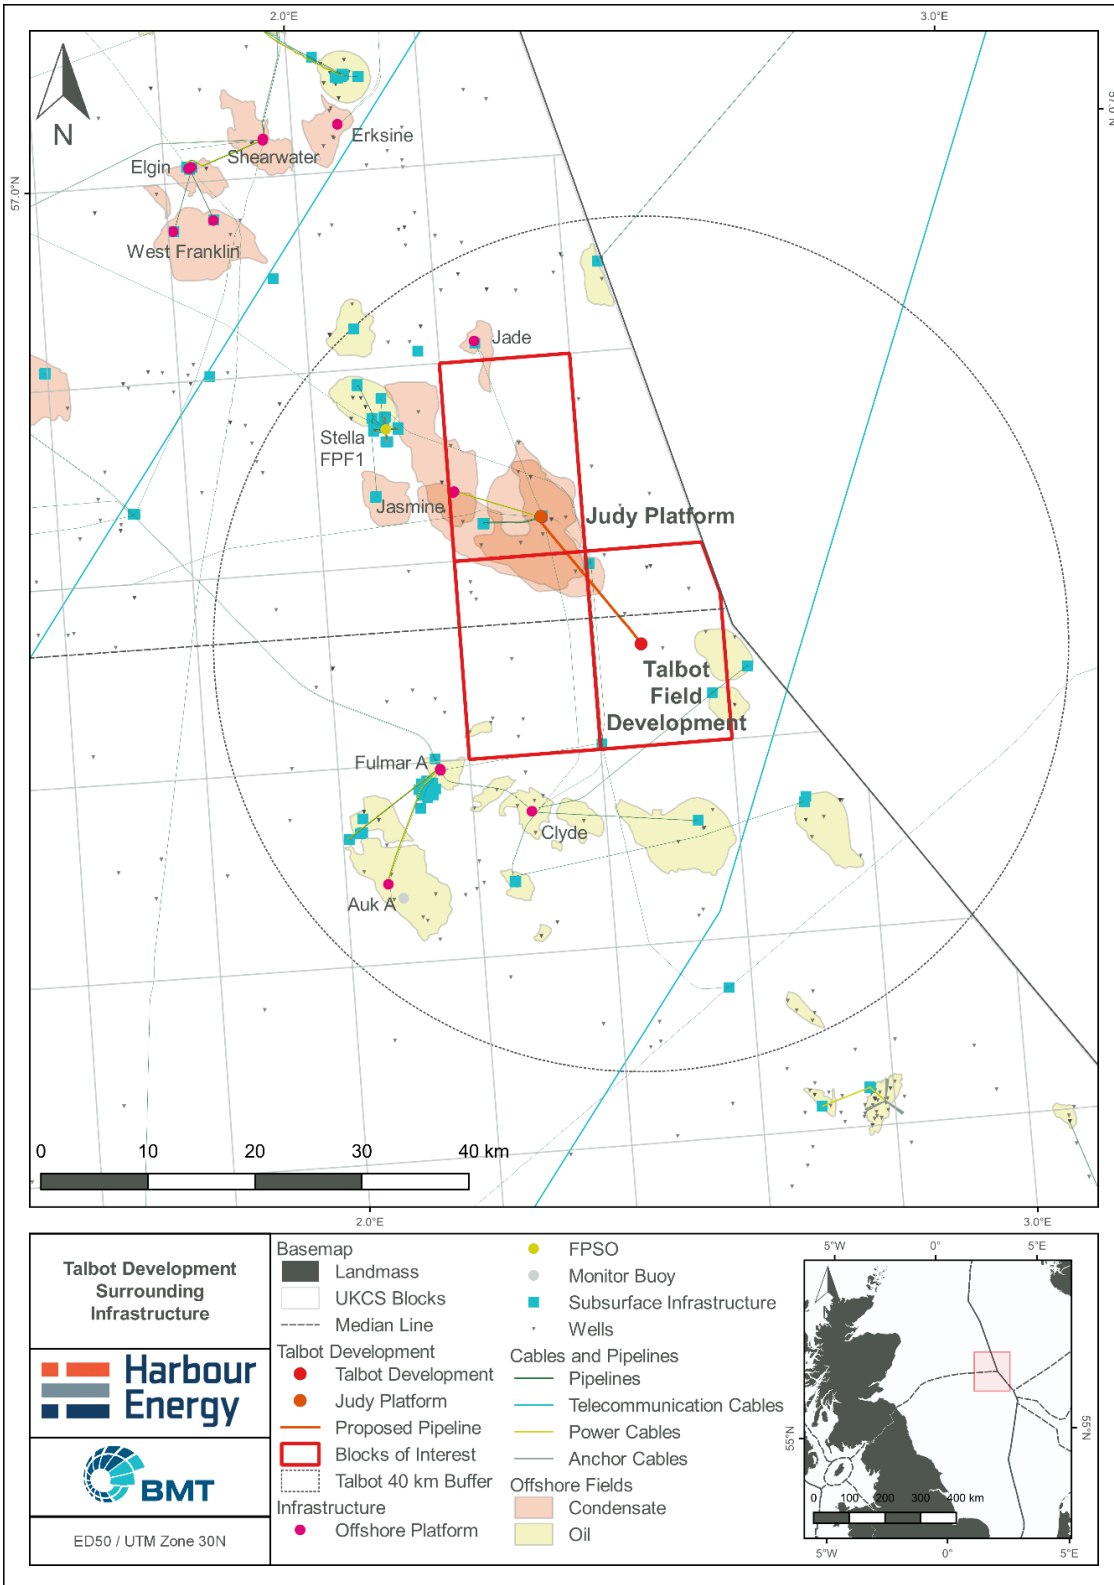 2.0°E
3.0°E
57.0°N
57.0°N
N
Erksine
Shearwater
Elgin
West Franklin
Jade
Stella
FPF1
Jasmine
Judy Platform
Talbot
Field
Development
Fulmar A
Clyde
Auk A
0 10 20 30 40 km
2.0°E
3.0°E
Talbot Development
Surrounding
Infrastructure
Harbour
Energy
BMT
ED50 / UTM Zone 30N
Basemap
Landmass
UKCS Blocks
Median Line
Talbot Development
Talbot Development
Judy Platform
Proposed Pipeline
Blocks of Interest
Talbot 40 km Buffer
Infrastructure
Offshore Platform
FPSO
Monitor Buoy
Subsurface Infrastructure
Wells
Cables and Pipelines
Pipelines
Telecommunication Cables
Power Cables
Anchor Cables
Offshore Fields
Condensate
Oil
5°W 0° 5°E
55°N
55°N
0 100 200 300 400 km
5°W 0° 5°E